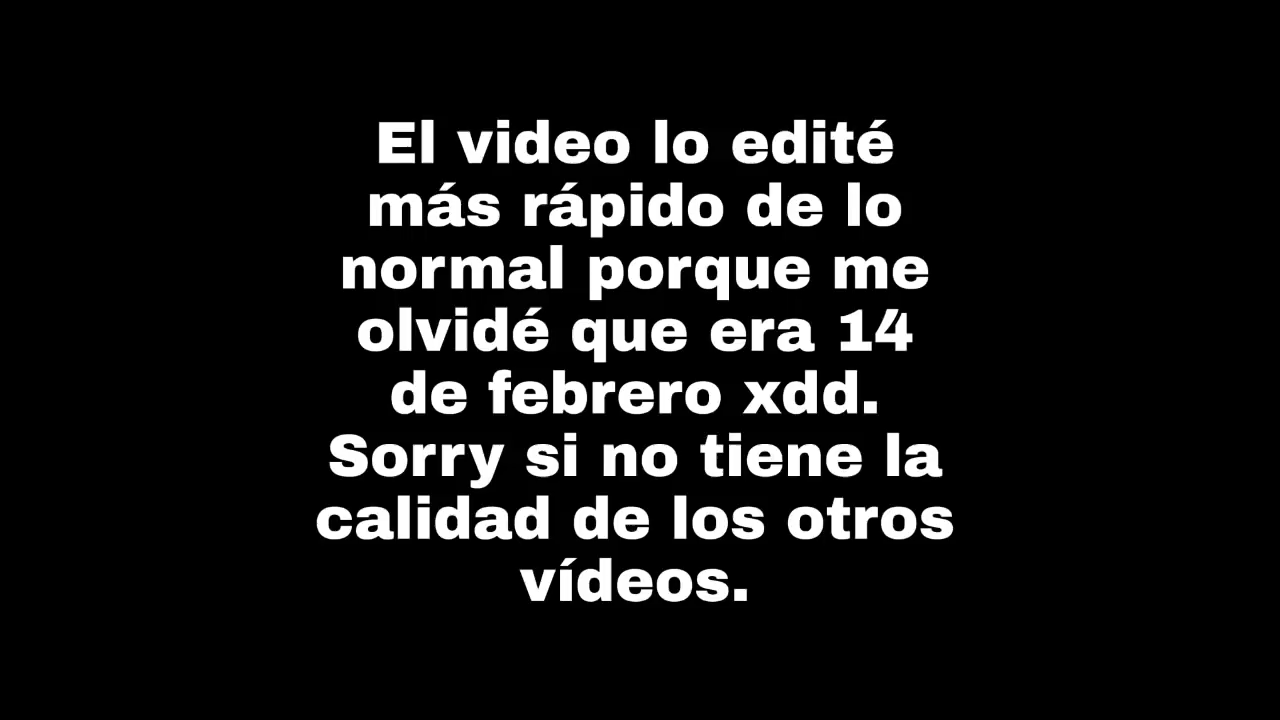 El video lo edité
más rápido de lo
normal porque me
olvidé que era 14
de febrero xdd.
Sorry si no tiene la
calidad de los otros
vídeos.